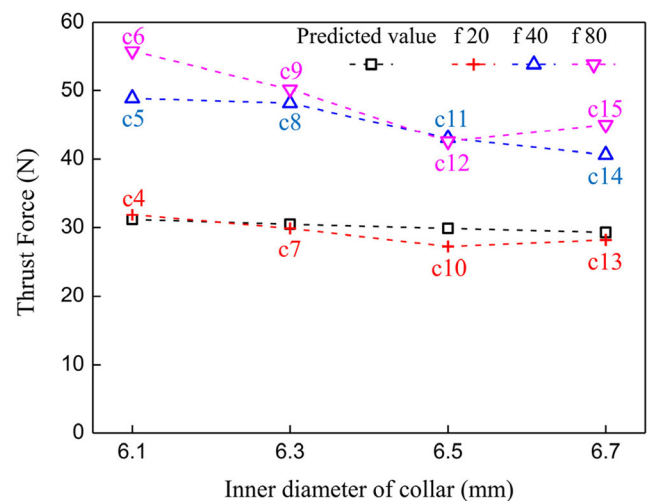 60
50
40
30
20
10
0
Thrust Force (N)
Predicted value f 20 f 40 f 80
c6
c5
c9
c8
c11
c12
c15
c14
c4
c7
c10
c13
6.1 6.3 6.5 6.7
Inner diameter of collar (mm)